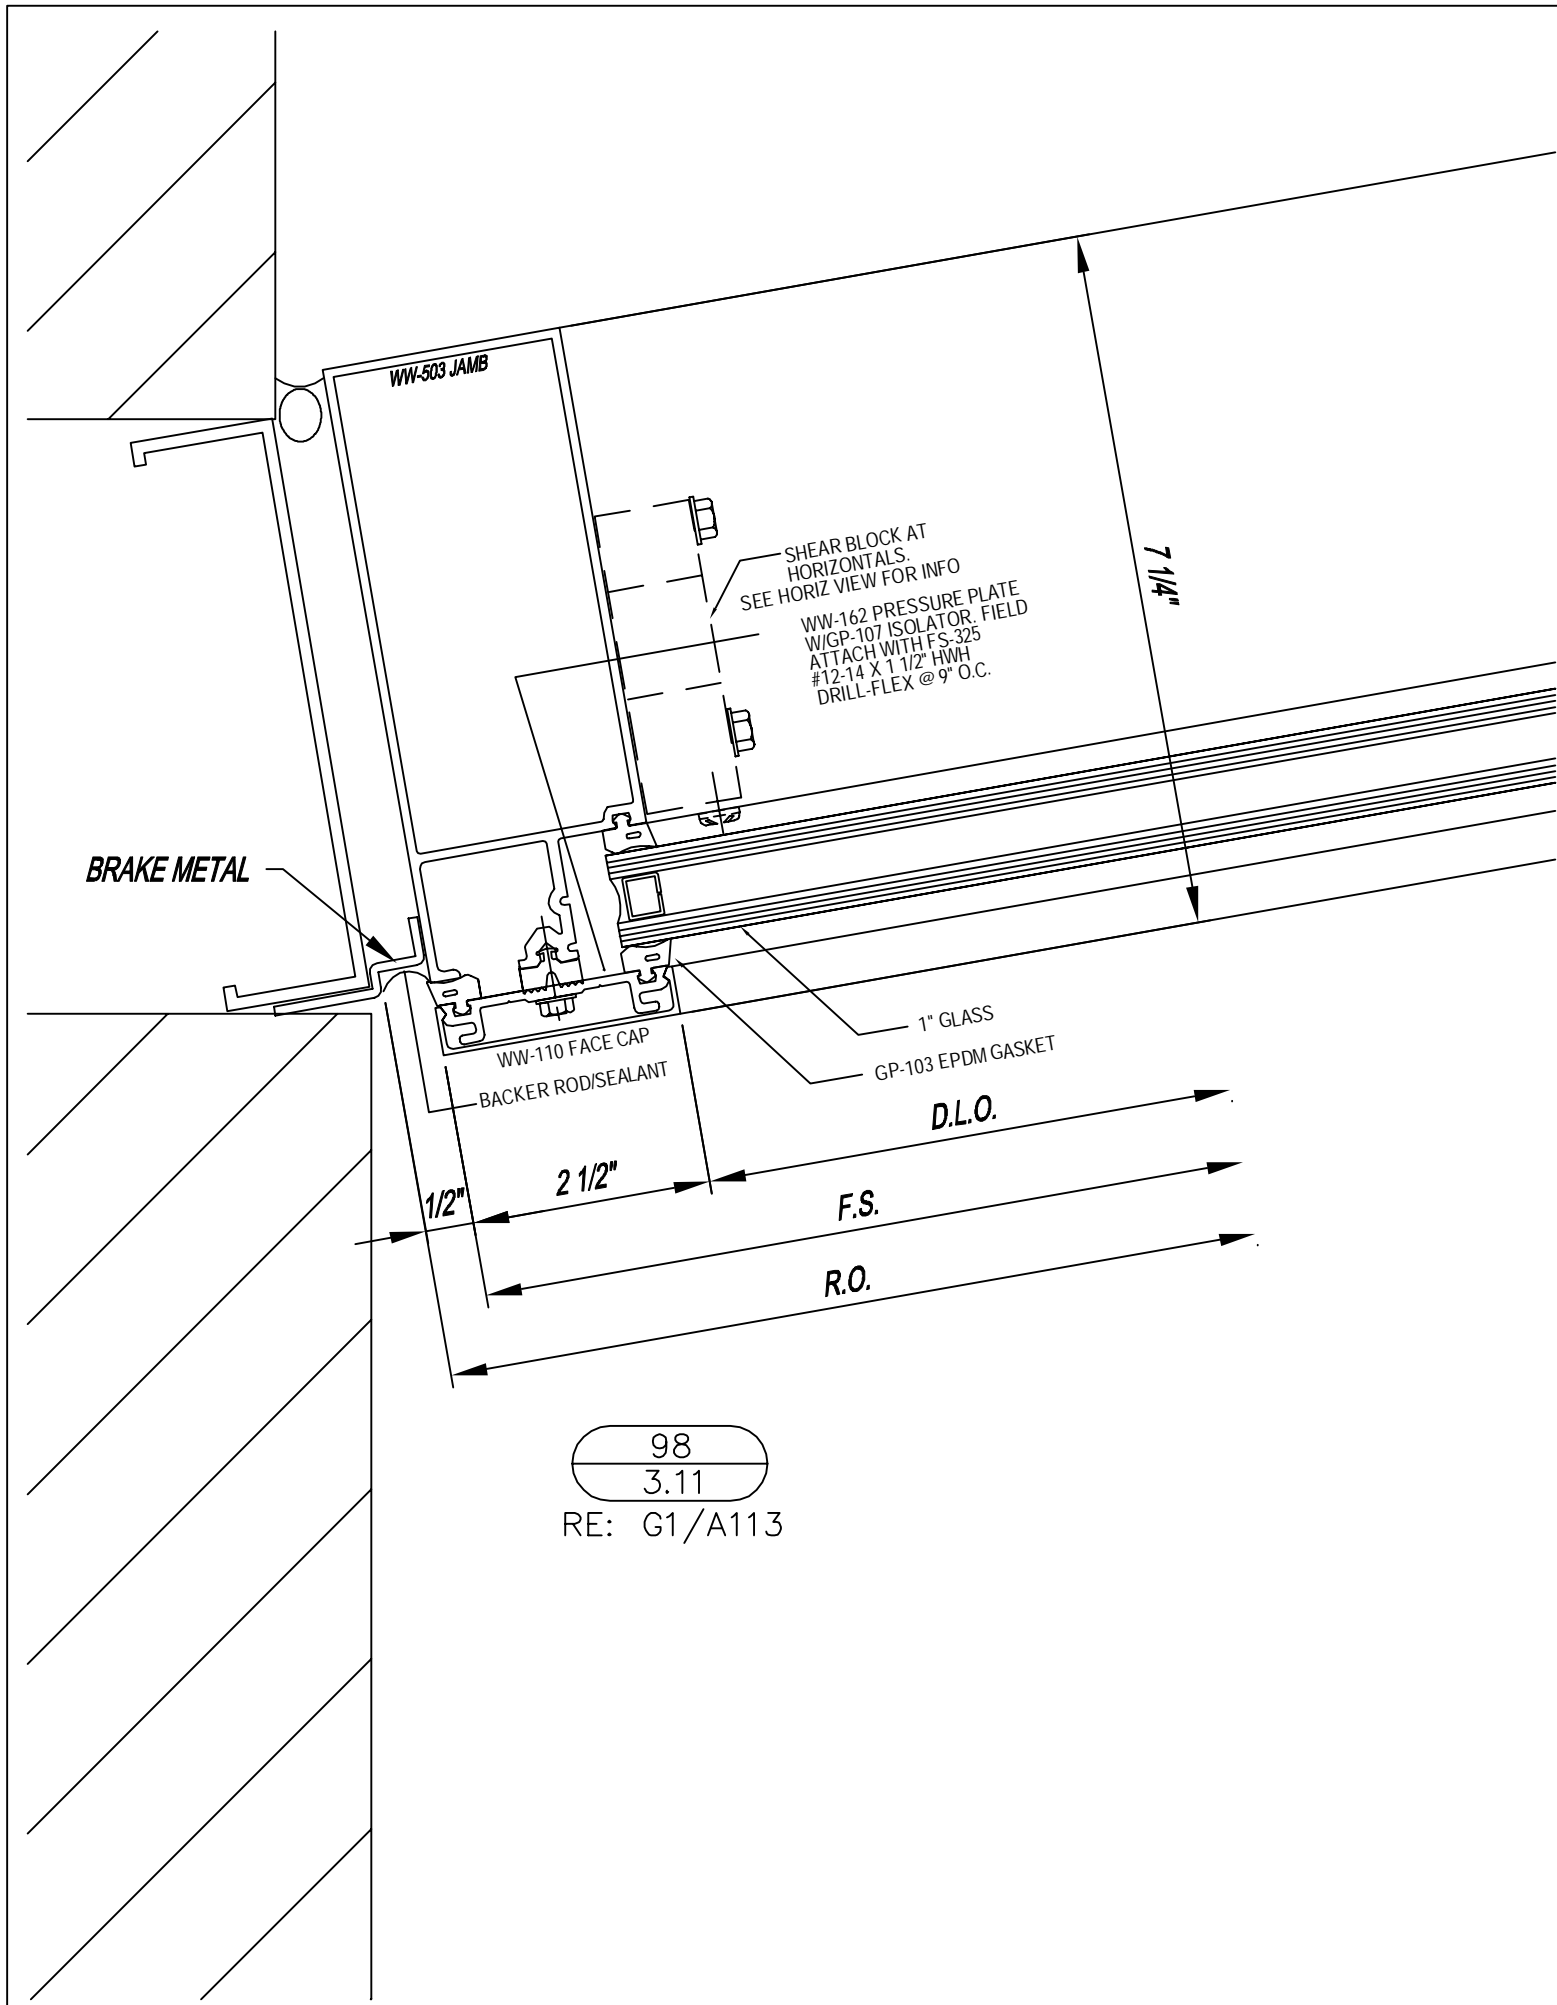 WW-503 JAMB
SHEAR BLOCK AT
HORIZONTALS.
SEE HORIZ VIEW FOR INFO
WW-162 PRESSURE PLATE
W/GP-107 ISOLATOR. FIELD
ATTACH WITH FS-325
#12-14 X 1 1/2" HWH
DRILL-FLEX @ 9" O.C.
7 1/4"
BRAKE METAL
1" GLASS
GP-103 EPDM GASKET
WW-110 FACE CAP
BACKER ROD/SEALANT
D.L.O.
2 1/2"
1/2"
F.S.
R.O.
98
3.11
RE: G1/A113